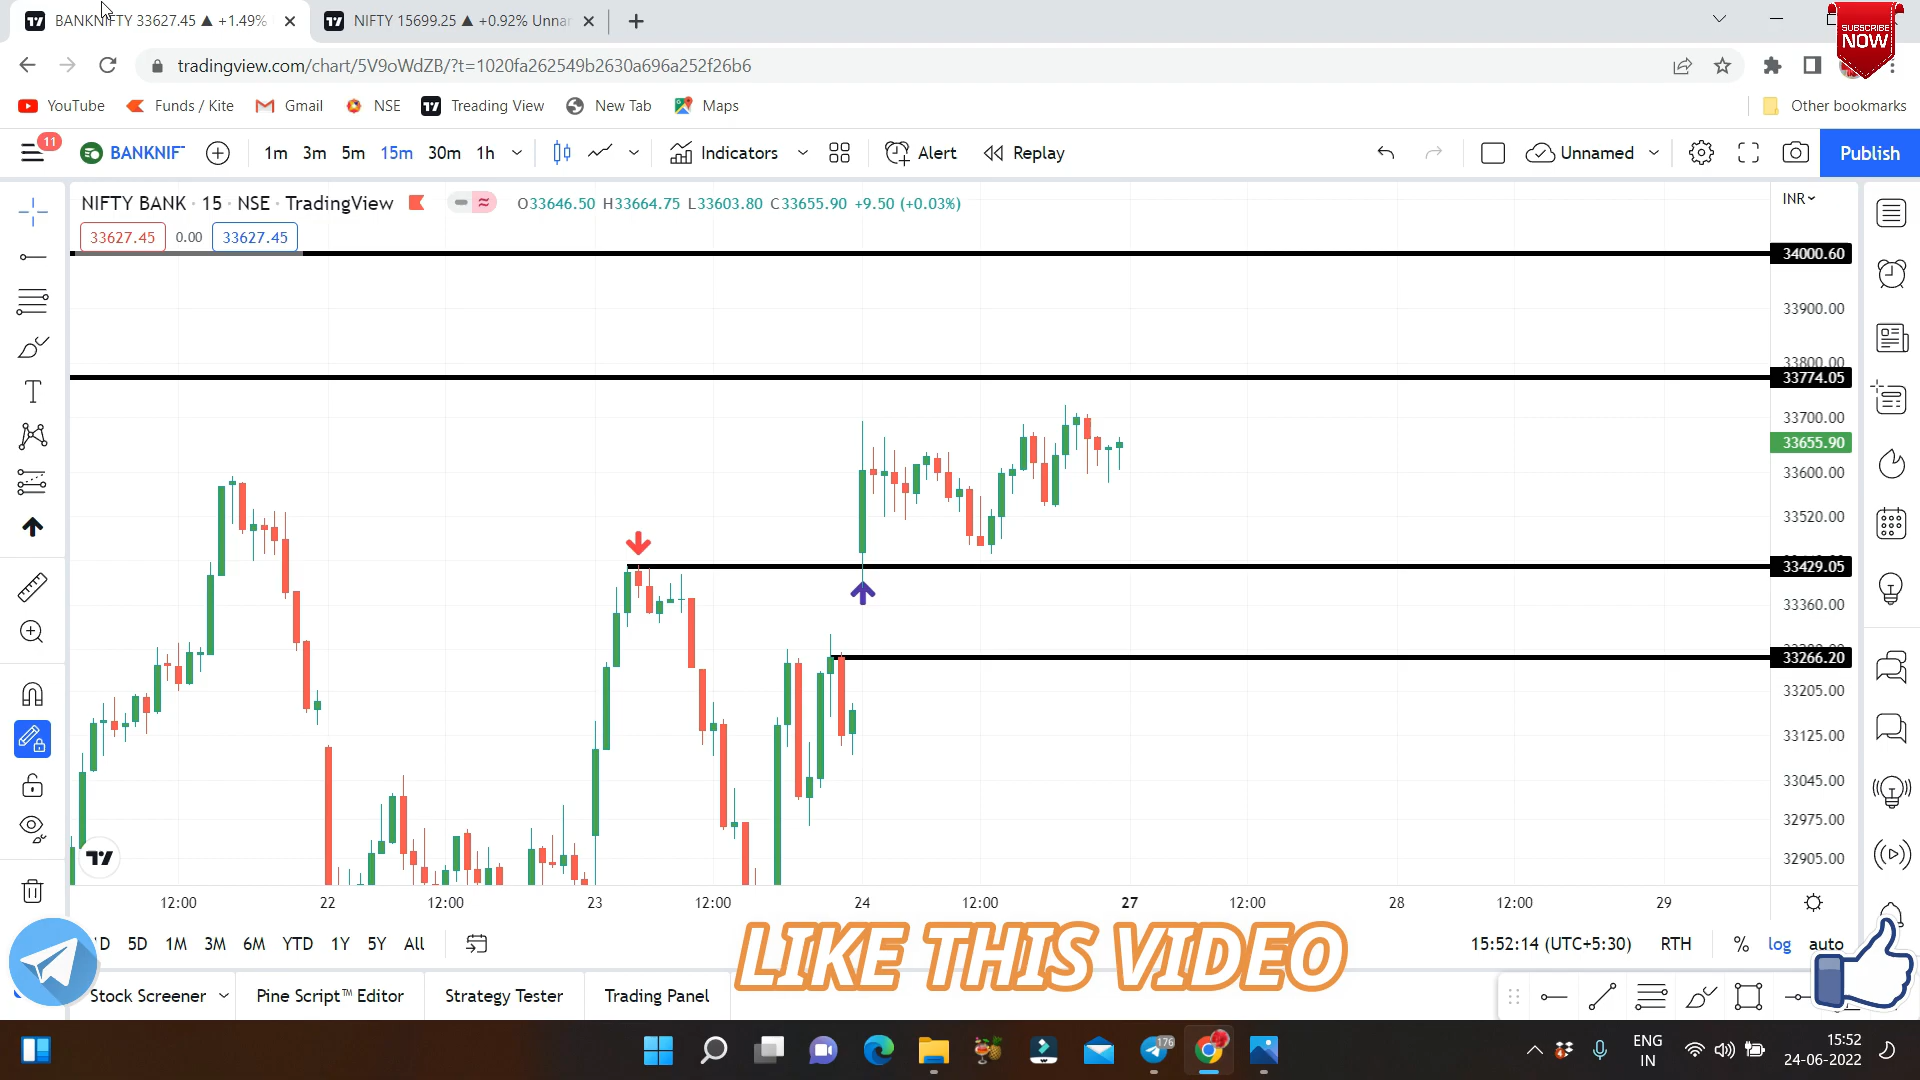 BANKNIFTY 33627.45 ▲ +1.49%
NIFTY 15699.25 ▲ +0.92% Unnar
SUBSCRIBE
NOW
tradingview.com/chart/5V9oWdZB/?t=1020fa262549b2630a696a252f26b6
YouTube
Funds / Kite
Gmail
NSE
Treading View
New Tab
Maps
Other bookmarks
11
BANKNIF
1m 3m 5m 15m 30m 1h
Indicators
Alert
Replay
Unnamed
Publish
NIFTY BANK · 15 · NSE · TradingView
O33646.50 H33664.75 L33603.80 C33655.90 +9.50 (+0.03%)
INR
33627.45 0.00 33627.45
34000.60
33900.00
33800.00
33774.05
33700.00
33655.90
33600.00
33520.00
33429.05
33360.00
33266.20
33205.00
33125.00
33045.00
32975.00
32905.00
12:00 22 12:00 23 12:00 24 12:00 27 12:00 28 12:00 29
LIKE THIS VIDEO
D 5D 1M 3M 6M YTD 1Y 5Y All
15:52:14 (UTC+5:30) RTH % log auto
Stock Screener
Pine Script™ Editor
Strategy Tester
Trading Panel
176
ENG
IN
15:52
24-06-2022